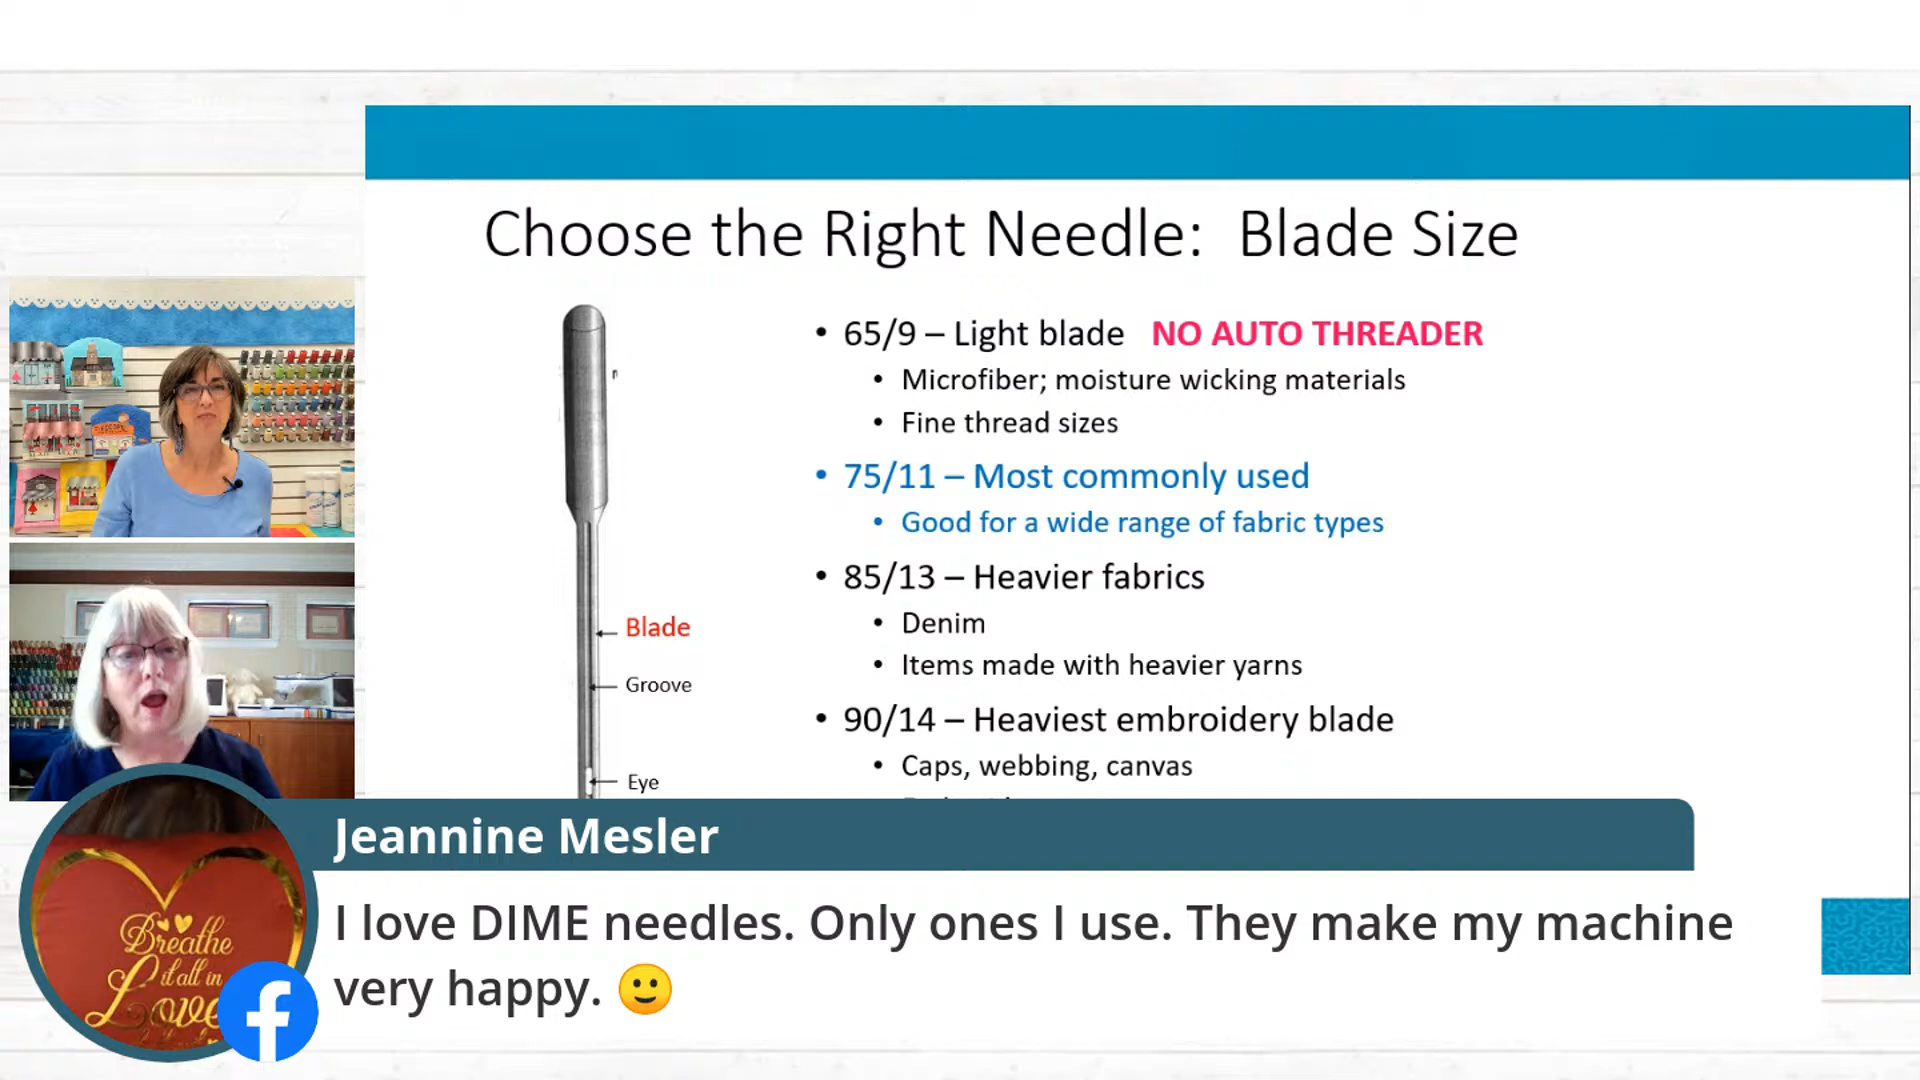 Choose the Right Needle: Blade Size
• 65/9 – Light blade NO AUTO THREADER
• Microfiber; moisture wicking materials
• Fine thread sizes
• 75/11 – Most commonly used
• Good for a wide range of fabric types
• 85/13 – Heavier fabrics
• Denim
• Items made with heavier yarns
• 90/14 – Heaviest embroidery blade
• Caps, webbing, canvas
Blade
Groove
Eye
Jeannine Mesler
I love DIME needles. Only ones I use. They make my machine
very happy. 🙂
Breathe
it all in
Love